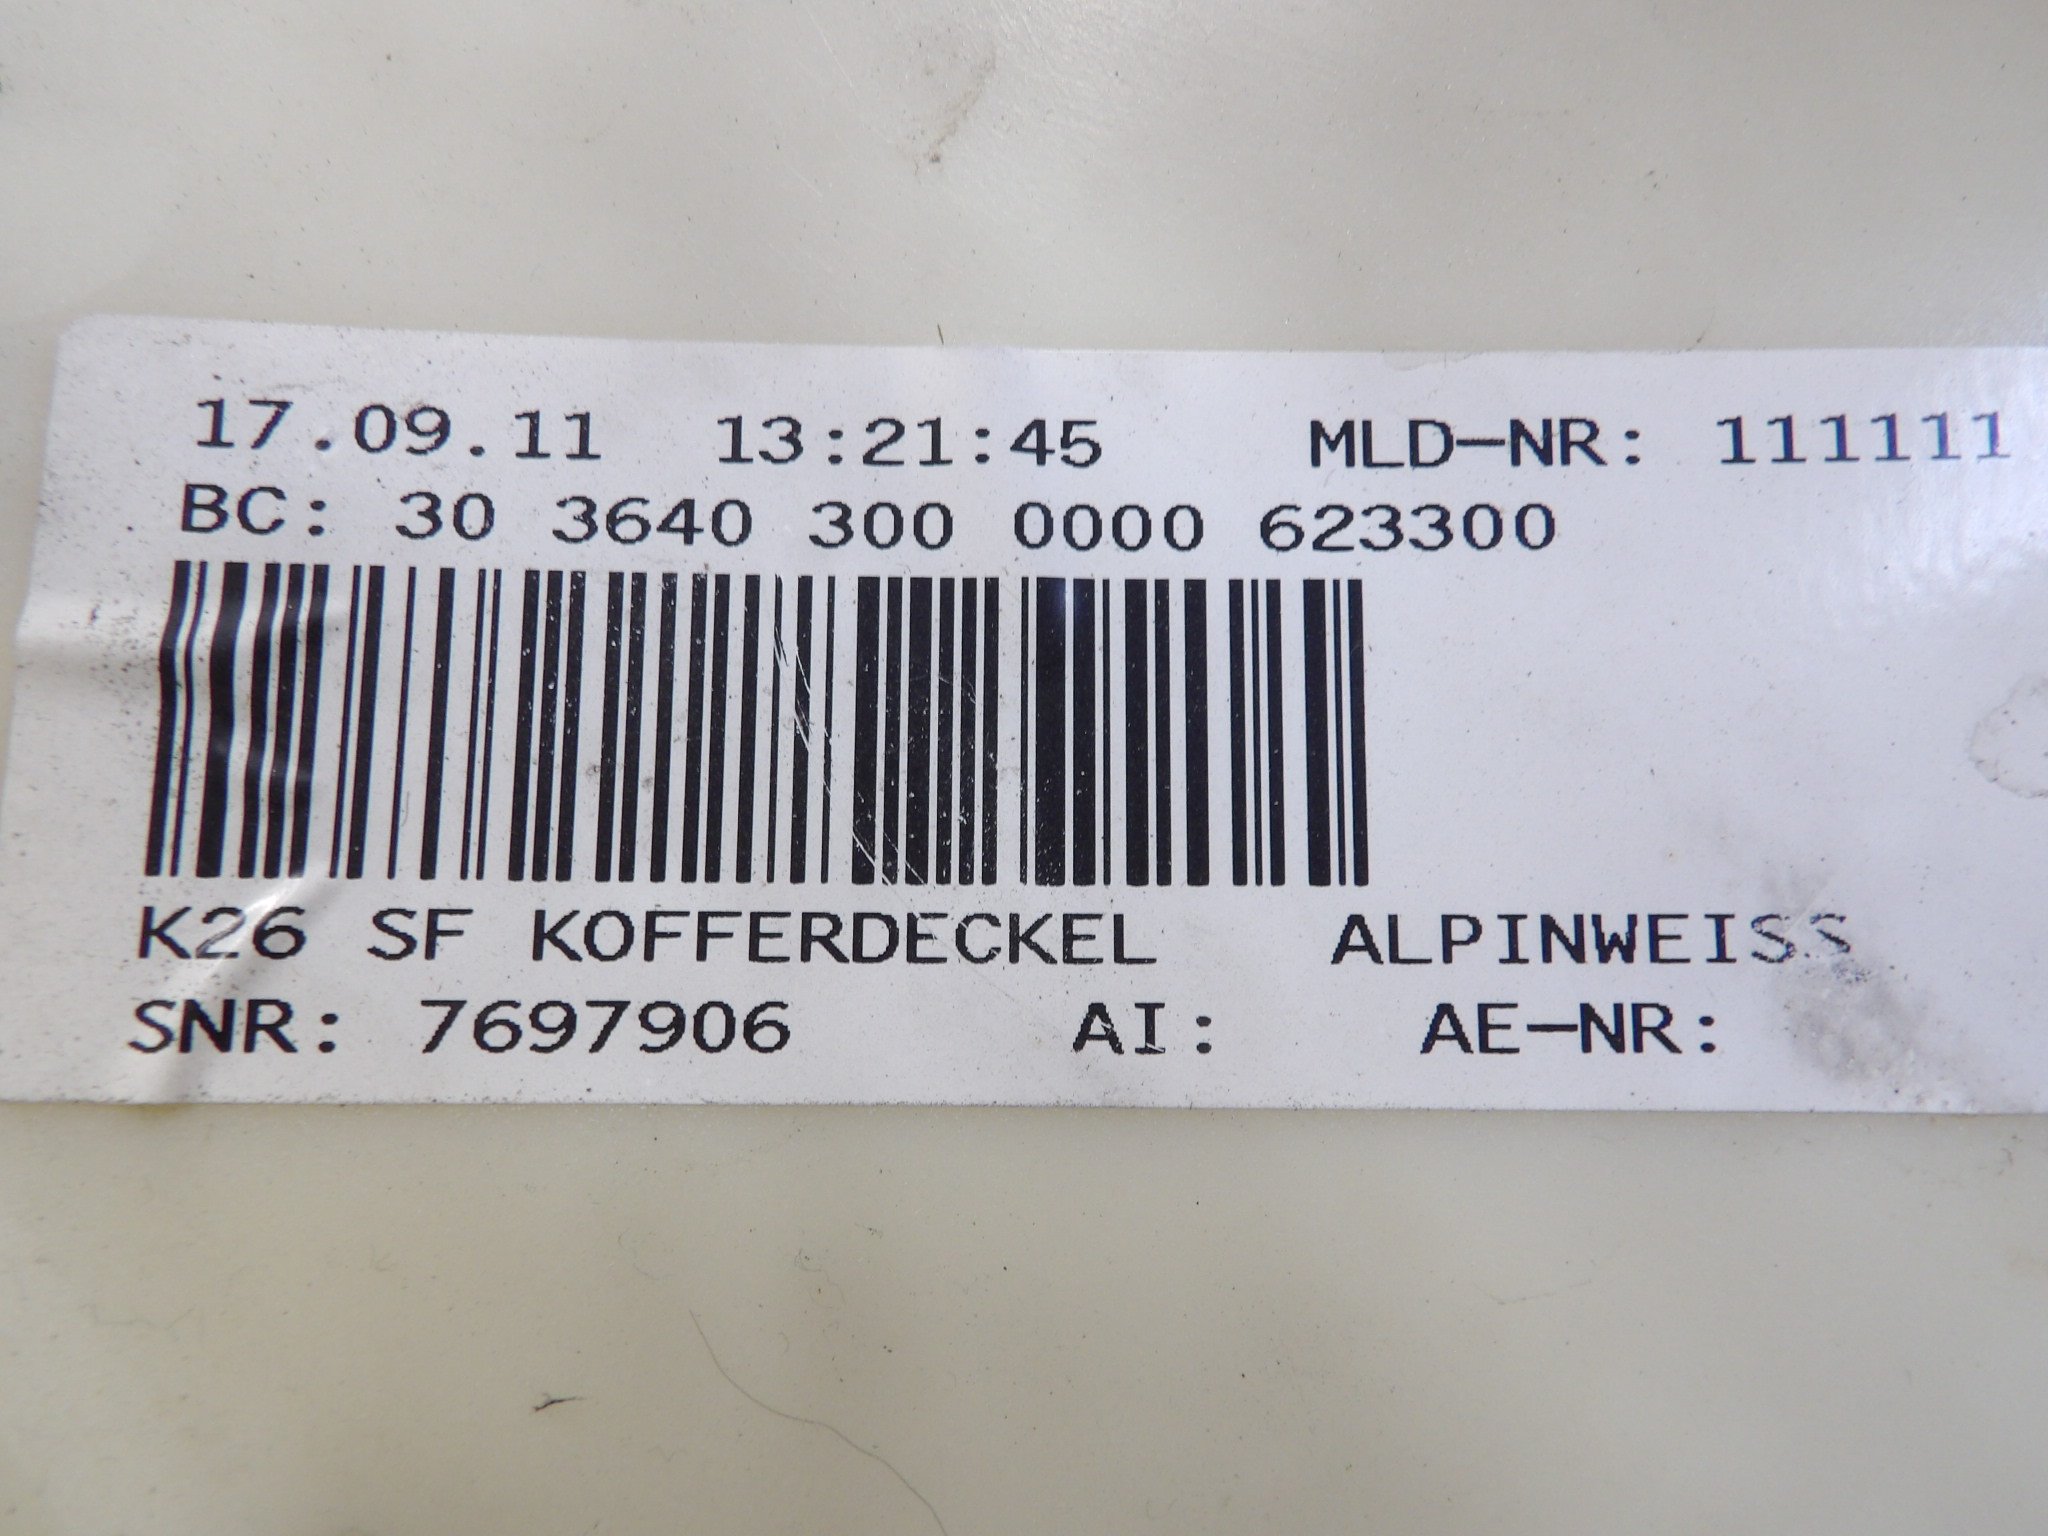 17.09.11 13:21:45 MLD-NR: 111111
BC: 30 3640 300 0000 623300
K26 SF KOFFERDECKEL ALPINWEISS
SNR: 7697906 AI: AE-NR: